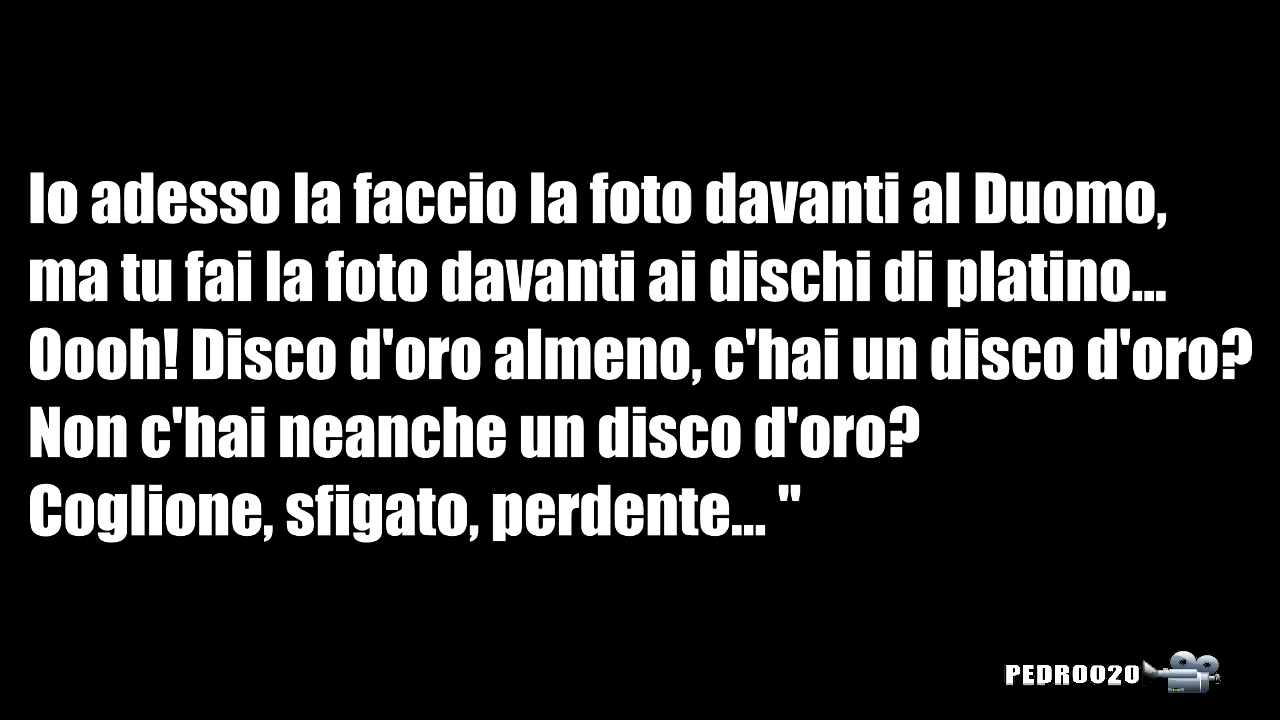 Io adesso la faccio la foto davanti al Duomo,
ma tu fai la foto davanti ai dischi di platino...
Oooh! Disco d'oro almeno, c'hai un disco d'oro?
Non c'hai neanche un disco d'oro?
Coglione, sfigato, perdente... "
PEDROO20